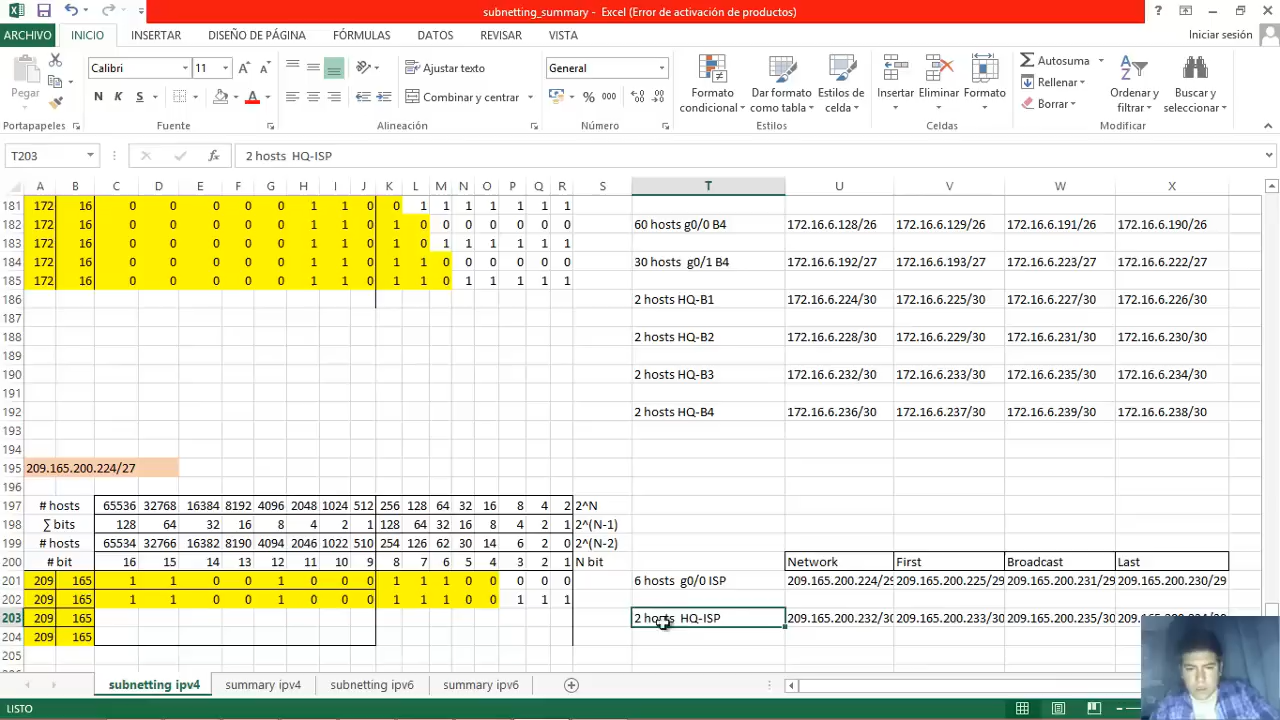 subnetting_summary - Excel (Error de activación de productos)
ARCHIVO INICIO INSERTAR DISEÑO DE PÁGINA FÓRMULAS DATOS REVISAR VISTA Iniciar sesión
Calibri 11 Ajustar texto General Autosuma
Pegar N K S Combinar y centrar % 000 Formato condicional Dar formato como tabla Estilos de celda Insertar Eliminar Formato Rellenar Borrar Ordenar y filtrar Buscar y seleccionar
Portapapeles Fuente Alineación Número Estilos Celdas Modificar
T203 fx 2 hosts HQ-ISP
A B C D E F G H I J K L M N O P Q R S T U V W X
181 172 16 0 0 0 0 0 1 1 0 0 1 1 1 1 1 1 1
182 172 16 0 0 0 0 0 1 1 0 1 0 0 0 0 0 0 0 60 hosts g0/0 B4 172.16.6.128/26 172.16.6.129/26 172.16.6.191/26 172.16.6.190/26
183 172 16 0 0 0 0 0 1 1 0 1 0 1 1 1 1 1 1
184 172 16 0 0 0 0 0 1 1 0 1 1 0 0 0 0 0 0 30 hosts g0/1 B4 172.16.6.192/27 172.16.6.193/27 172.16.6.223/27 172.16.6.222/27
185 172 16 0 0 0 0 0 1 1 0 1 1 0 1 1 1 1 1
186 2 hosts HQ-B1 172.16.6.224/30 172.16.6.225/30 172.16.6.227/30 172.16.6.226/30
187
188 2 hosts HQ-B2 172.16.6.228/30 172.16.6.229/30 172.16.6.231/30 172.16.6.230/30
189
190 2 hosts HQ-B3 172.16.6.232/30 172.16.6.233/30 172.16.6.235/30 172.16.6.234/30
191
192 2 hosts HQ-B4 172.16.6.236/30 172.16.6.237/30 172.16.6.239/30 172.16.6.238/30
193
194
195 209.165.200.224/27
196
197 # hosts 65536 32768 16384 8192 4096 2048 1024 512 256 128 64 32 16 8 4 2 2^N
198 ∑ bits 128 64 32 16 8 4 2 1 128 64 32 16 8 4 2 1 2^(N-1)
199 # hosts 65534 32766 16382 8190 4094 2046 1022 510 254 126 62 30 14 6 2 0 2^(N-2)
200 # bit 16 15 14 13 12 11 10 9 8 7 6 5 4 3 2 1 N bit Network First Broadcast Last
201 209 165 1 1 0 0 1 0 0 0 1 1 1 0 0 0 0 0 6 hosts g0/0 ISP 209.165.200.224/29 209.165.200.225/29 209.165.200.231/29 209.165.200.230/29
202 209 165 1 1 0 0 1 0 0 0 1 1 1 0 0 1 1 1
203 209 165 2 hosts HQ-ISP 209.165.200.232/30 209.165.200.233/30 209.165.200.235/30 209.165.200.234/30
204 209 165
205
subnetting ipv4 summary ipv4 subnetting ipv6 summary ipv6
LISTO